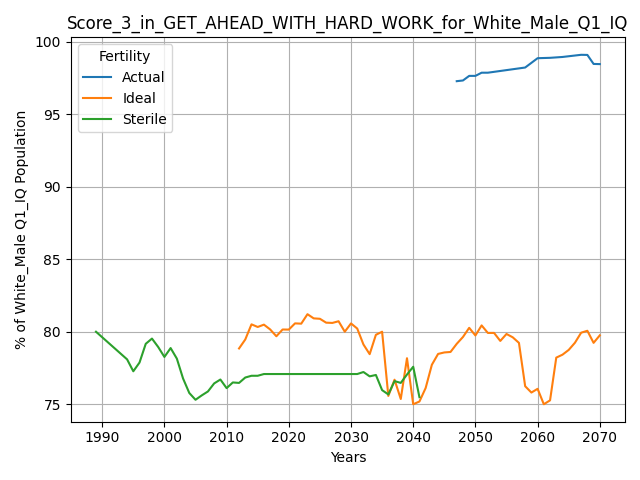 Score_3_in_GET_AHEAD_WITH_HARD_WORK_for_White_Male_Q1_IQ
% of White_Male Q1_IQ Population
100
95
90
85
80
75
Fertility
Actual
Ideal
Sterile
1990 2000 2010 2020 2030 2040 2050 2060 2070
Years